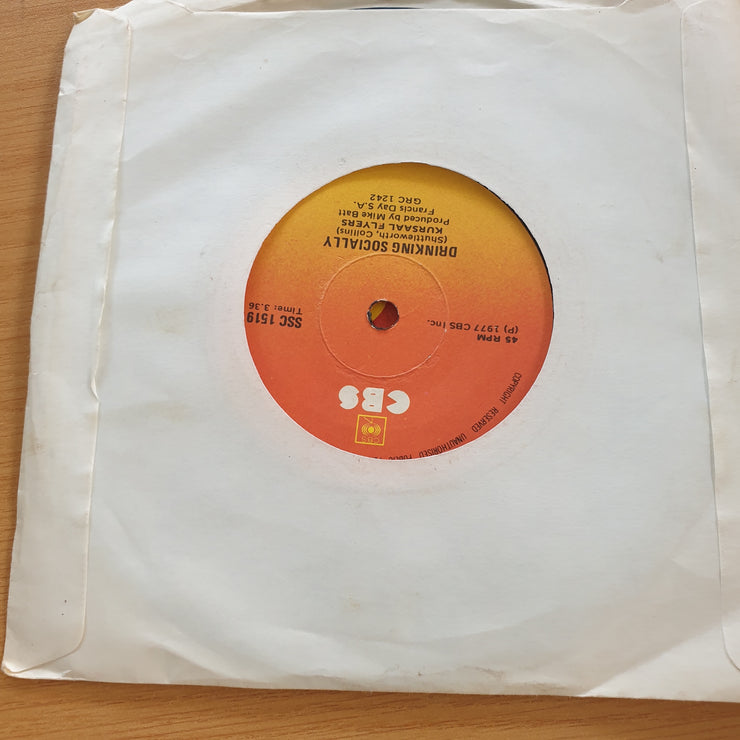 CBS
CBS
45 RPM
(P) 1977 CBS Inc.
SSC 1519
Time: 3.36
DRINKING SOCIALLY
(Shuttleworth, Collins)
KURSAAL FLYERS
Produced by Mike Batt
Francis Day S.A.
GRC 1242
COPYRIGHT RESERVED UNAUTHORISED